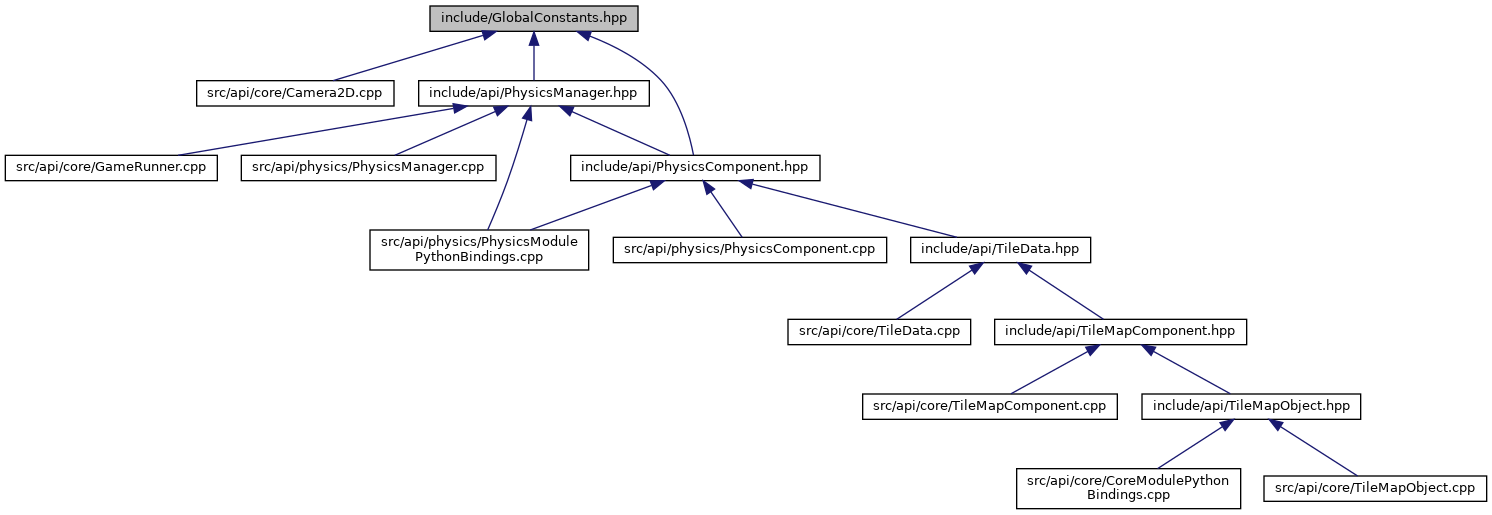 include/GlobalConstants.hpp
src/api/core/Camera2D.cpp
include/api/PhysicsManager.hpp
src/api/core/GameRunner.cpp
src/api/physics/PhysicsManager.cpp
include/api/PhysicsComponent.hpp
src/api/physics/PhysicsModule
PythonBindings.cpp
src/api/physics/PhysicsComponent.cpp
include/api/TileData.hpp
src/api/core/TileData.cpp
include/api/TileMapComponent.hpp
src/api/core/TileMapComponent.cpp
include/api/TileMapObject.hpp
src/api/core/CoreModulePython
Bindings.cpp
src/api/core/TileMapObject.cpp